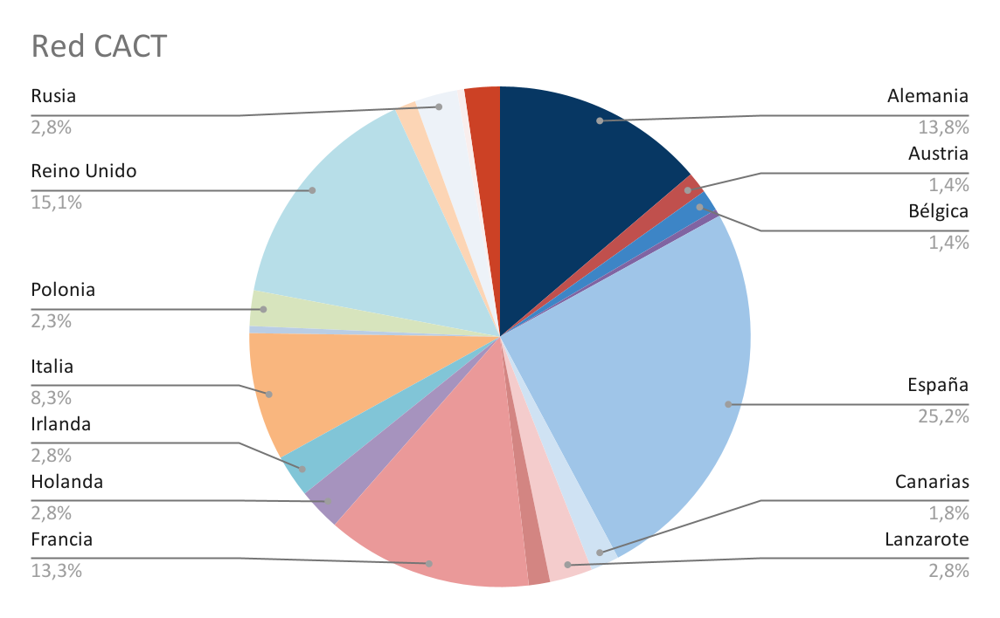 Red CACT
Rusia
2,8%
Reino Unido
15,1%
Polonia
2,3%
Italia
8,3%
Irlanda
2,8%
Holanda
2,8%
Francia
13,3%
Alemania
13,8%
Austria
1,4%
Bélgica
1,4%
España
25,2%
Canarias
1,8%
Lanzarote
2,8%